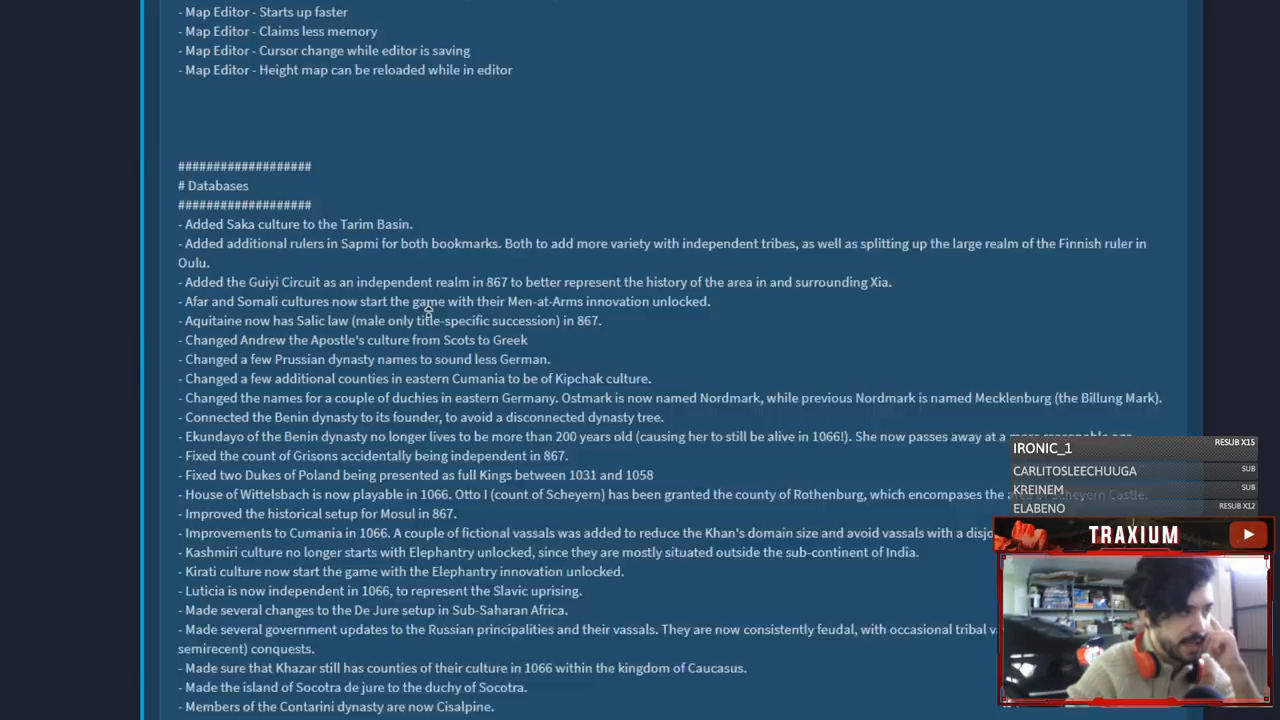 - Map Editor - Starts up faster
- Map Editor - Claims less memory
- Map Editor - Cursor change while editor is saving
- Map Editor - Height map can be reloaded while in editor
###################
# Databases
###################
- Added Saka culture to the Tarim Basin.
- Added additional rulers in Sapmi for both bookmarks. Both to add more variety with independent tribes, as well as splitting up the large realm of the Finnish ruler in
Oulu.
- Added the Guiyi Circuit as an independent realm in 867 to better represent the history of the area in and surrounding Xia.
- Afar and Somali cultures now start the game with their Men-at-Arms innovation unlocked.
- Aquitaine now has Salic law (male only title-specific succession) in 867.
- Changed Andrew the Apostle's culture from Scots to Greek
- Changed a few Prussian dynasty names to sound less German.
- Changed a few additional counties in eastern Cumania to be of Kipchak culture.
- Changed the names for a couple of duchies in eastern Germany. Ostmark is now named Nordmark, while previous Nordmark is named Mecklenburg (the Billung Mark).
- Connected the Benin dynasty to its founder, to avoid a disconnected dynasty tree.
- Ekundayo of the Benin dynasty no longer lives to be more than 200 years old (causing her to still be alive in 1066!). She now passes away at a more reasonable age.
- Fixed the count of Grisons accidentally being independent in 867.
- Fixed two Dukes of Poland being presented as full Kings between 1031 and 1058
- House of Wittelsbach is now playable in 1066. Otto I (count of Scheyern) has been granted the county of Rothenburg, which encompasses the area of Scheyern Castle.
- Improved the historical setup for Mosul in 867.
- Improvements to Cumania in 1066. A couple of fictional vassals was added to reduce the Khan's domain size and avoid vassals with a
- Kashmiri culture no longer starts with Elephantry unlocked, since they are mostly situated outside the sub-continent of India.
- Kirati culture now start the game with the Elephantry innovation unlocked.
- Luticia is now independent in 1066, to represent the Slavic uprising.
- Made several changes to the De Jure setup in Sub-Saharan Africa.
- Made several government updates to the Russian principalities and their vassals. They are now consistently feudal, with occasional tribal
semirecent) conquests.
- Made sure that Khazar still has counties of their culture in 1066 within the kingdom of Caucasus.
- Made the island of Socotra de jure to the duchy of Socotra.
- Members of the Contarini dynasty are now Cisalpine.
IRONIC_1 RESUB X15
CARLITOSLEECHUUGA SUB
KREINEM SUB
ELABENO RESUB X12
TRAXIUM